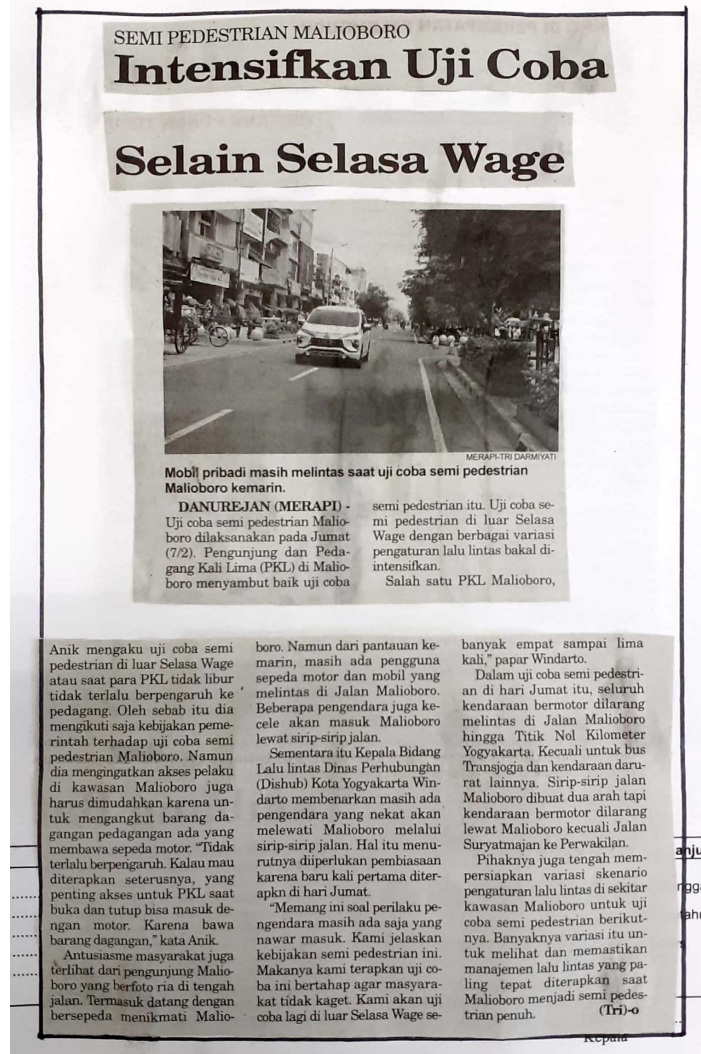 SEMI PEDESTRIAN MALIOBORO
Intensifkan Uji Coba
Selain Selasa Wage
MERAPI-TRI DARMIYATI
Mobil pribadi masih melintas saat uji coba semi pedestrian
Malioboro kemarin.
DANUREJAN (MERAPI) -
Uji coba semi pedestrian Malio-
boro dilaksanakan pada Jumat
(7/2). Pengunjung dan Peda-
gang Kali Lima (PKL) di Malio-
boro menyambut baik uji coba
semi pedestrian itu. Uji coba se-
mi pedestrian di luar Selasa
Wage dengan berbagai variasi
pengaturan lalu lintas bakal di-
intensifkan.
Salah satu PKL Malioboro,
Anik mengaku uji coba semi
pedestrian di luar Selasa Wage
atau saat para PKL tidak libur
tidak terlalu berpengaruh ke
pedagang. Oleh sebab itu dia
mengikuti saja kebijakan peme-
rintah terhadap uji coba semi
pedestrian Malioboro. Namun
dia mengingatkan akses pelaku
di kawasan Malioboro juga
harus dimudahkan karena un-
tuk mengangkut barang da-
gangan pedagangan ada yang
membawa sepeda motor. "Tidak
terlalu berpengaruh. Kalau mau
diterapkan seterusnya, yang
penting akses untuk PKL saat
buka dan tutup bisa masuk de-
ngan motor. Karena bawa
barang dagangan," kata Anik.
Antusiasme masyarakat juga
terlihat dari pengunjung Malio-
boro yang berfoto ria di tengah
jalan. Termasuk datang dengan
bersepeda menikmati Malio-
boro. Namun dari pantauan ke-
marin, masih ada pengguna
sepeda motor dan mobil yang
melintas di Jalan Malioboro.
Beberapa pengendara juga ke-
cele akan masuk Malioboro
lewat sirip-sirip jalan.
Sementara itu Kepala Bidang
Lalu lintas Dinas Perhubungan
(Dishub) Kota Yogyakarta Win-
darto membenarkan masih ada
pengendara yang nekat akan
melewati Malioboro melalui
sirip-sirip jalan. Hal itu menu-
rutnya diiperlukan pembiasaan
karena baru kali pertama diter-
apkn di hari Jumat.
"Memang ini soal perilaku pe-
ngendara masih ada saja yang
nawar masuk. Kami jelaskan
kebijakan semi pedestrian ini.
Makanya kami terapkan uji co-
ba ini bertahap agar masyara-
kat tidak kaget. Kami akan uji
coba lagi di luar Selasa Wage se-
banyak empat sampai lima
kali," papar Windarto.
Dalam uji coba semi pedestri-
an di hari Jumat itu, seluruh
kendaraan bermotor dilarang
melintas di Jalan Malioboro
hingga Titik Nol Kilometer
Yogyakarta. Kecuali untuk bus
Transjogja dan kendaraan daru-
rat lainnya. Sirip-sirip jalan
Malioboro dibuat dua arah tapi
kendaraan bermotor dilarang
lewat Malioboro kecuali Jalan
Suryatmajan ke Perwakilan.
Pihaknya juga tengah mem-
persiapkan variasi skenario
pengaturan lalu lintas di sekitar
kawasan Malioboro untuk uji
coba semi pedestrian berikut-
nya. Banyaknya variasi itu un-
tuk melihat dan memastikan
manajemen lalu lintas yang pa-
ling tepat diterapkan saat
Malioboro menjadi semi pedes-
trian penuh. (Tri)-o
Kepala